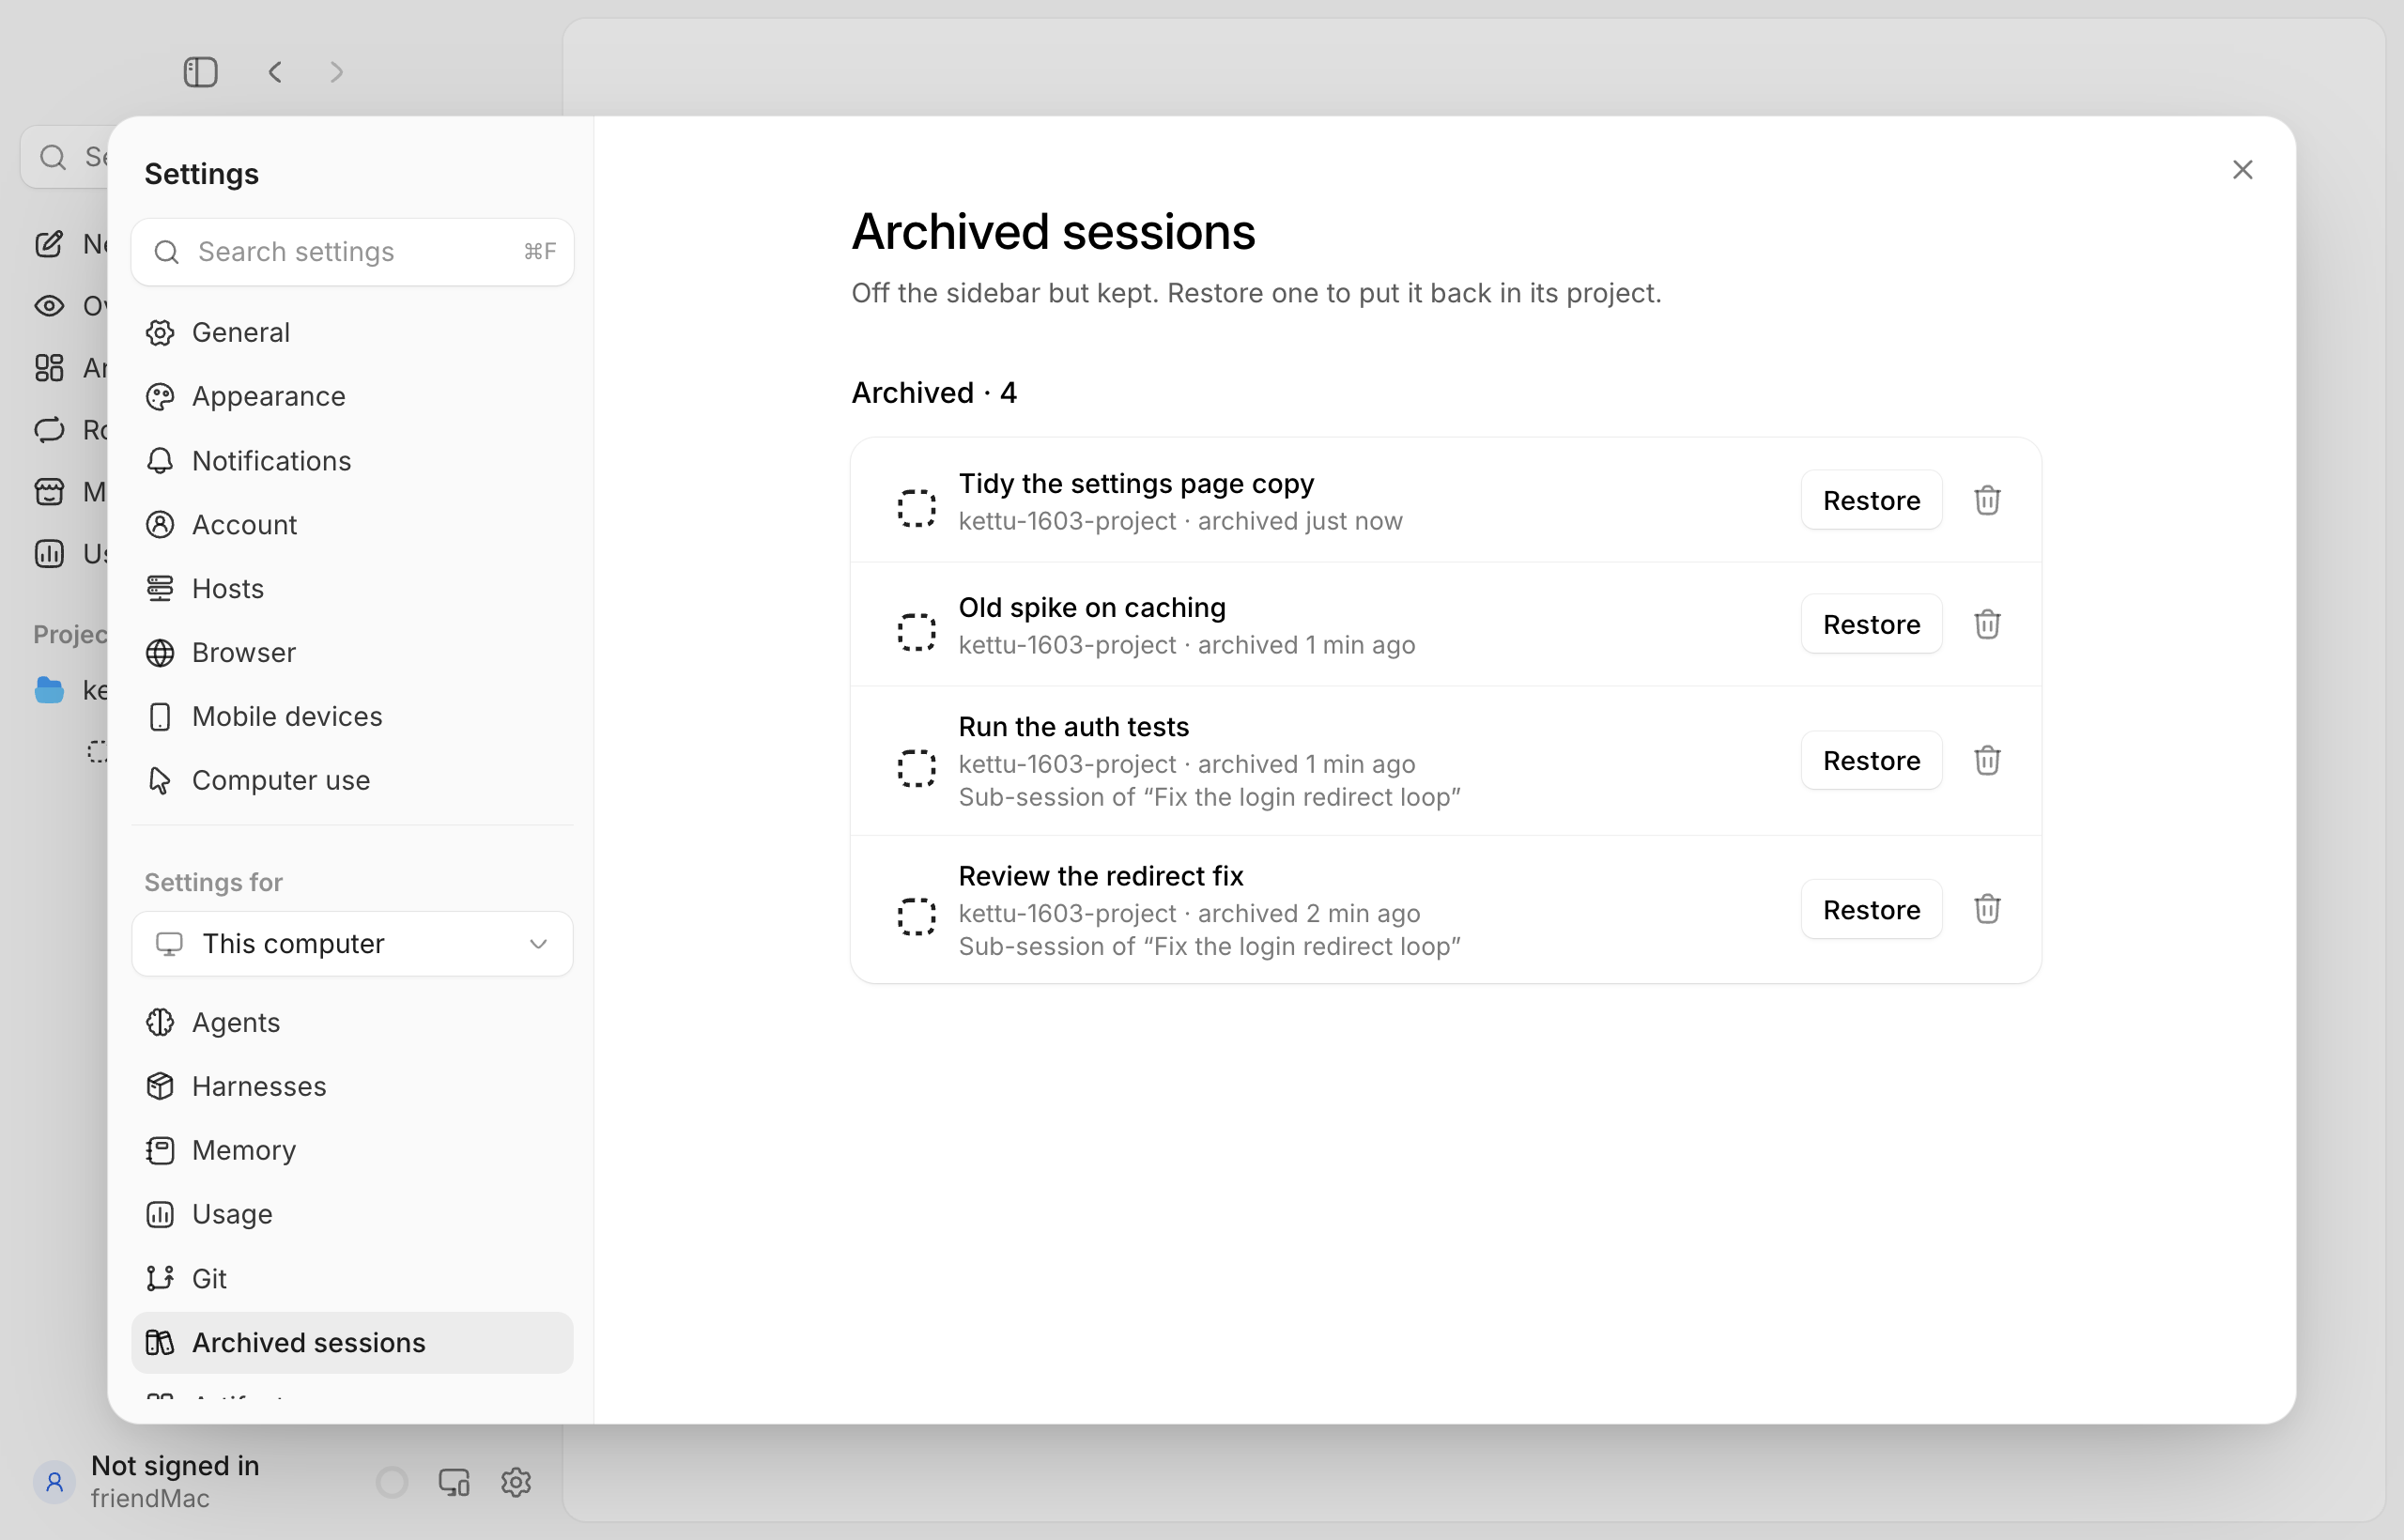 Settings
Search settings ⌘F
General
Appearance
Notifications
Account
Hosts
Browser
Mobile devices
Computer use
Settings for
This computer
Agents
Harnesses
Memory
Usage
Git
Archived sessions
Archived sessions
Off the sidebar but kept. Restore one to put it back in its project.
Archived · 4
Tidy the settings page copy
kettu-1603-project · archived just now
Restore
Old spike on caching
kettu-1603-project · archived 1 min ago
Restore
Run the auth tests
kettu-1603-project · archived 1 min ago
Sub-session of “Fix the login redirect loop”
Restore
Review the redirect fix
kettu-1603-project · archived 2 min ago
Sub-session of “Fix the login redirect loop”
Restore
Not signed in
friendMac